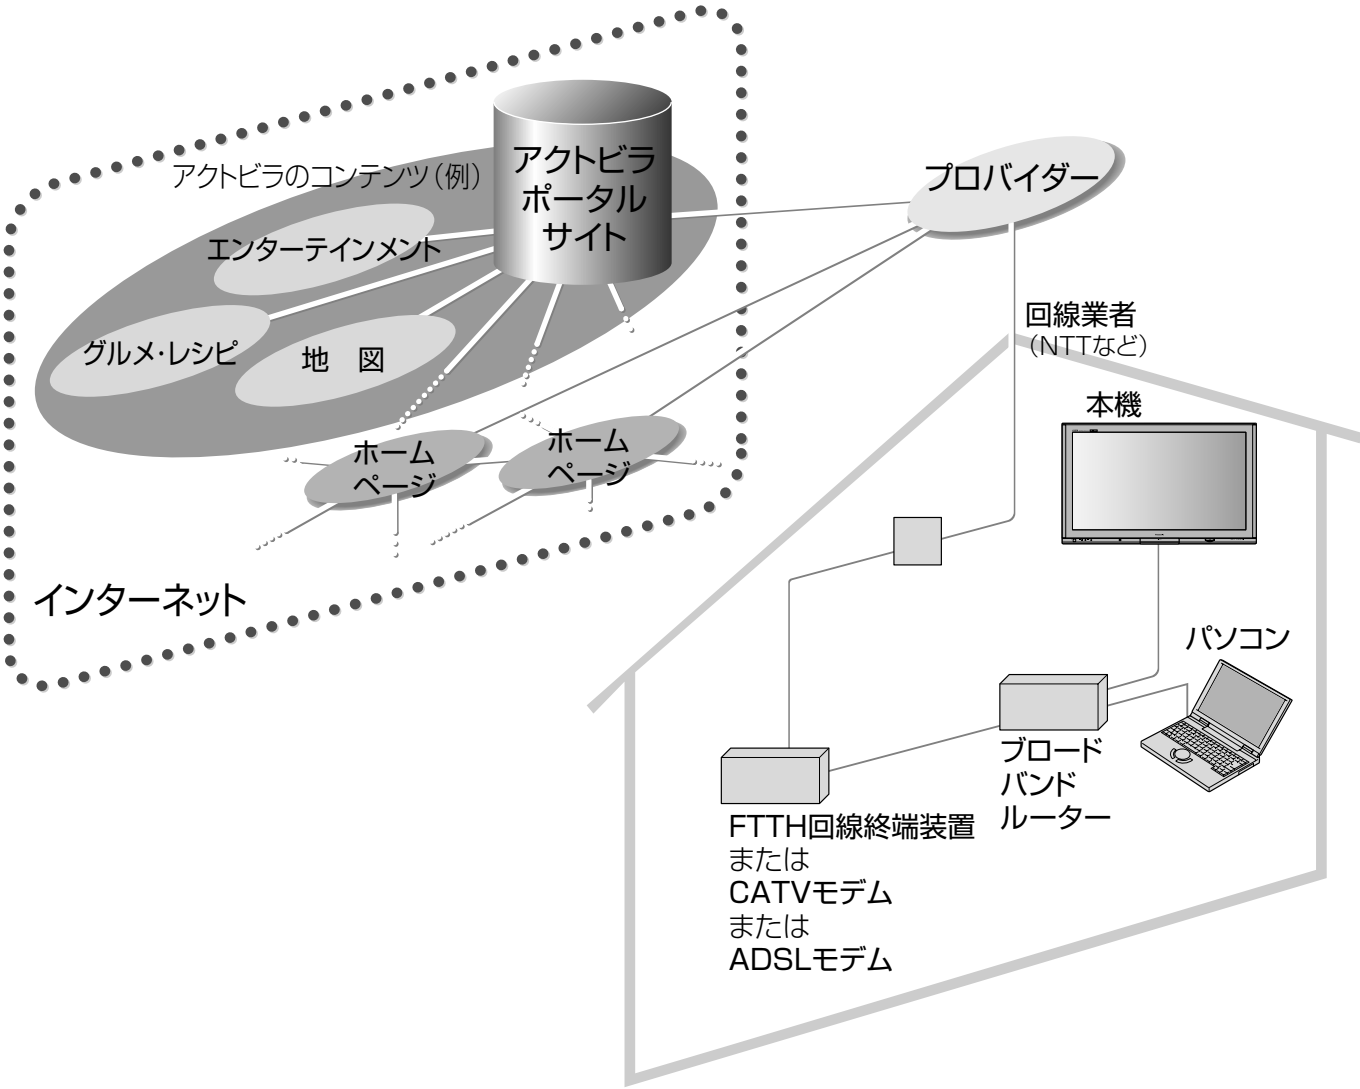 アクトビラのコンテンツ(例)
アクトビラ
ポータル
サイト
エンターテインメント
グルメ・レシピ
地 図
ホーム
ページ
ホーム
ページ
インターネット
プロバイダー
回線業者
(NTTなど)
本機
パソコン
ブロード
バンド
ルーター
FTTH回線終端装置
または
CATVモデム
または
ADSLモデム